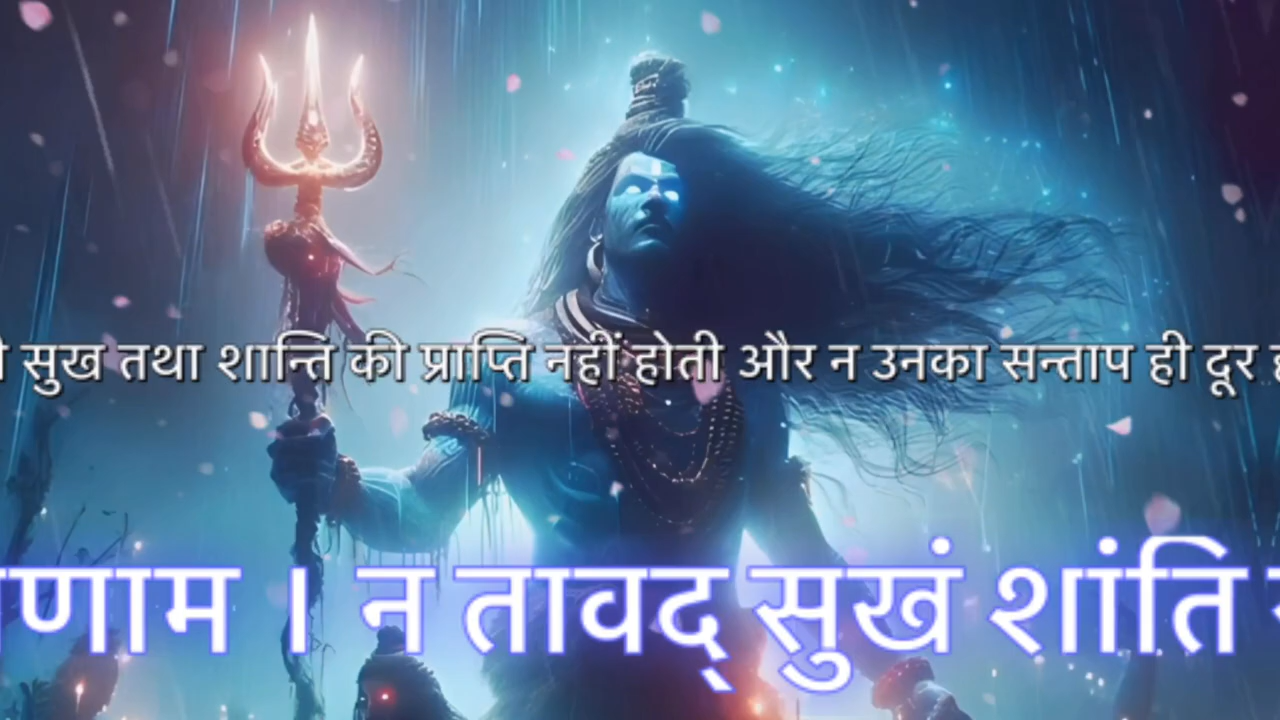 सुख तथा शान्ति की प्राप्ति नहीं होती और न उनका सन्ताप ही दूर
न तावद् सुखं शांति